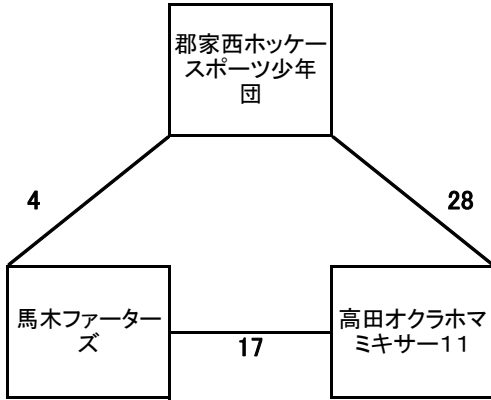 郡家西ホッケー
スポーツ少年
団
4
28
馬木ファーター
ズ
高田オクラホマ
ミキサー１１
17